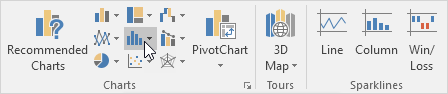 Recommended
Charts
PivotChart
3D
Map
Line
Column
Win/
Loss
Charts
Tours
Sparklines